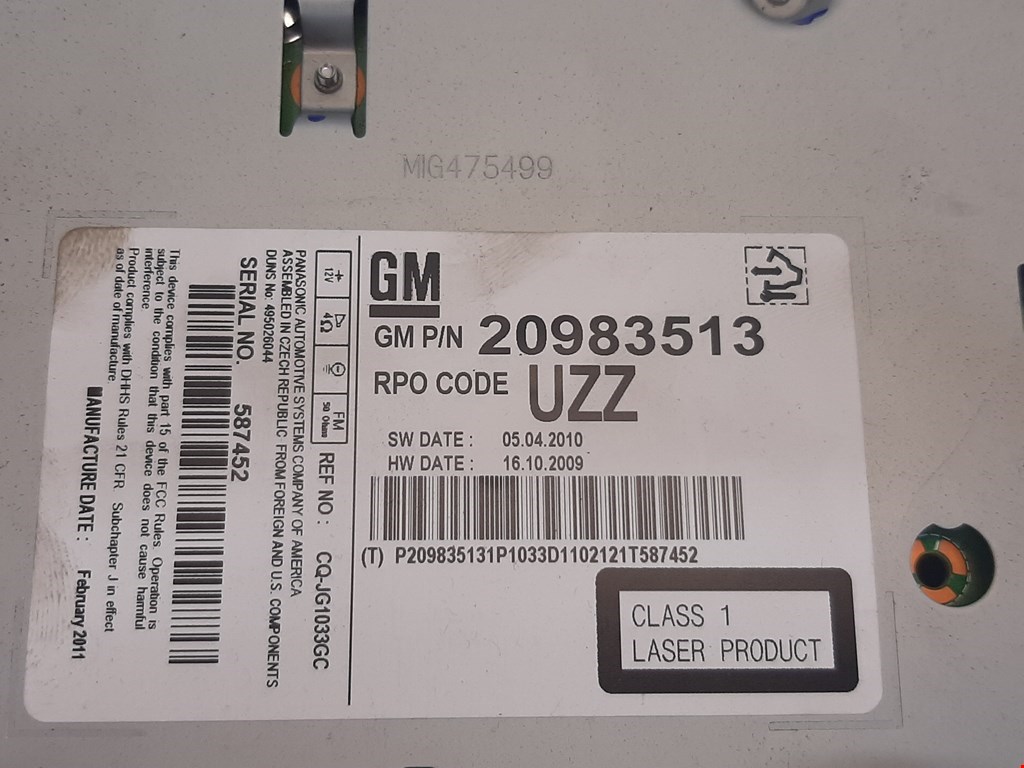 MIG475499
GM
GM P/N 20983513
RPO CODE UZZ
SW DATE : 05.04.2010
HW DATE : 16.10.2009
(T) P209835131P1033D1102121T587452
CLASS 1
LASER PRODUCT
12V
4Ω
FM
50 Ohm
REF NO : CQ-JG1033GC
PANASONIC AUTOMOTIVE SYSTEMS COMPANY OF AMERICA
ASSEMBLED IN CZECH REPUBLIC FROM FOREIGN AND U.S. COMPONENTS
DUNS No: 495026044
SERIAL NO. 587452
This device complies with part 15 of the FCC Rules. Operation is
subject to the condition that this device does not cause harmful
interference.
Product complies with DHHS Rules 21 CFR. Subchapter J in effect
as of date of manufacture.
MANUFACTURE DATE : February 2011